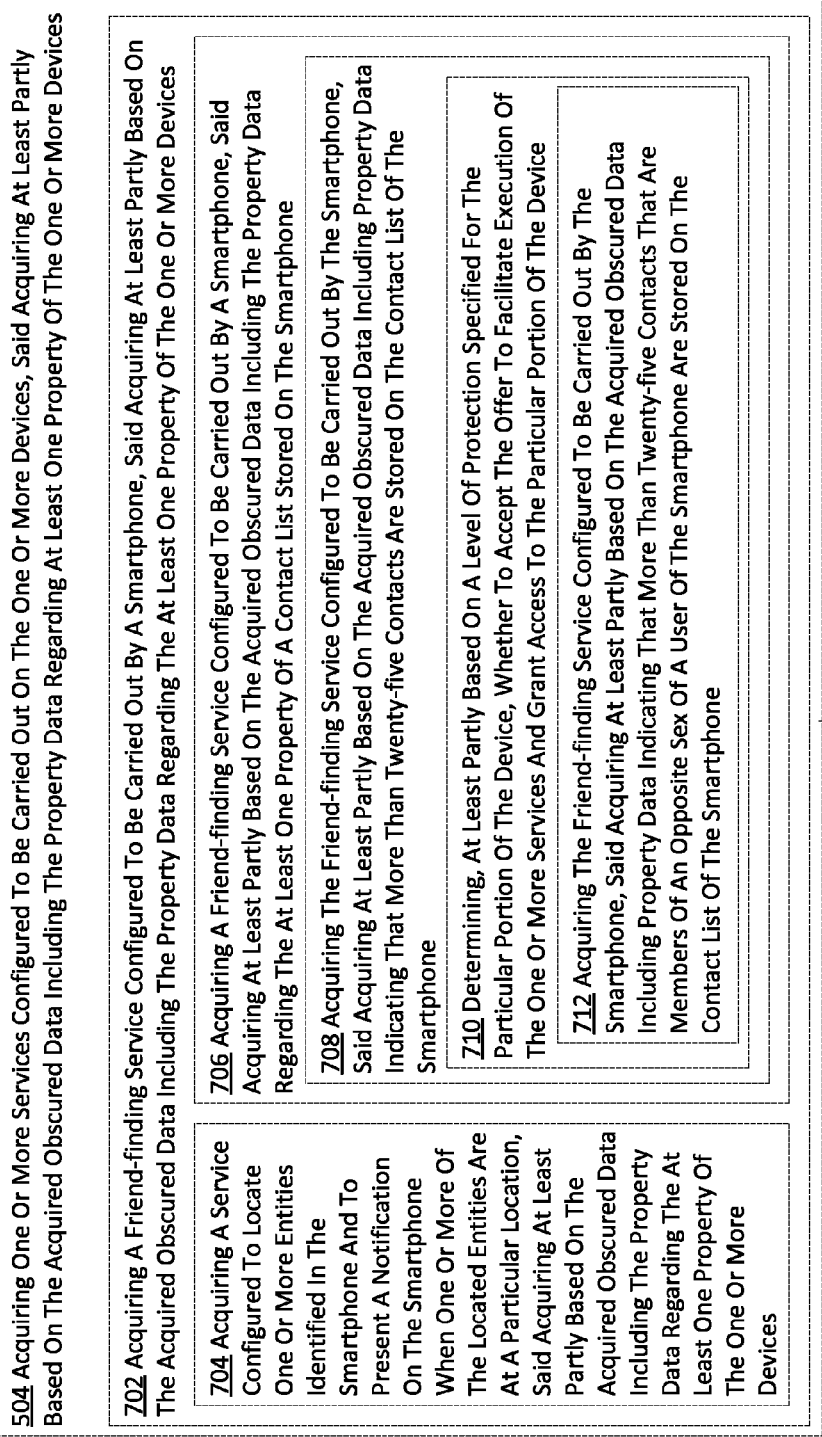 504 Acquiring One Or More Services Configured To Be Carried Out On The One Or More Devices, Said Acquiring At Least Partly
Based On The Acquired Obscured Data Including The Property Data Regarding At Least One Property Of The One Or More Devices
702 Acquiring A Friend-finding Service Configured To Be Carried Out By A Smartphone, Said Acquiring At Least Partly Based On
The Acquired Obscured Data Including The Property Data Regarding The At Least One Property Of The One Or More Devices
704 Acquiring A Service
Configured To Locate
One Or More Entities
Identified In The
Smartphone And To
Present A Notification
On The Smartphone
When One Or More Of
The Located Entities Are
At A Particular Location,
Said Acquiring At Least
Partly Based On The
Acquired Obscured Data
Including The Property
Data Regarding The At
Least One Property Of
The One Or More
Devices
706 Acquiring A Friend-finding Service Configured To Be Carried Out By A Smartphone, Said
Acquiring At Least Partly Based On The Acquired Obscured Data Including The Property Data
Regarding The At Least One Property Of A Contact List Stored On The Smartphone
708 Acquiring The Friend-finding Service Configured To Be Carried Out By The Smartphone,
Said Acquiring At Least Partly Based On The Acquired Obscured Data Including Property Data
Indicating That More Than Twenty-five Contacts Are Stored On The Contact List Of The
Smartphone
710 Determining, At Least Partly Based On A Level Of Protection Specified For The
Particular Portion Of The Device, Whether To Accept The Offer To Facilitate Execution Of
The One Or More Services And Grant Access To The Particular Portion Of The Device
712 Acquiring The Friend-finding Service Configured To Be Carried Out By The
Smartphone, Said Acquiring At Least Partly Based On The Acquired Obscured Data
Including Property Data Indicating That More Than Twenty-five Contacts That Are
Members Of An Opposite Sex Of A User Of The Smartphone Are Stored On The
Contact List Of The Smartphone